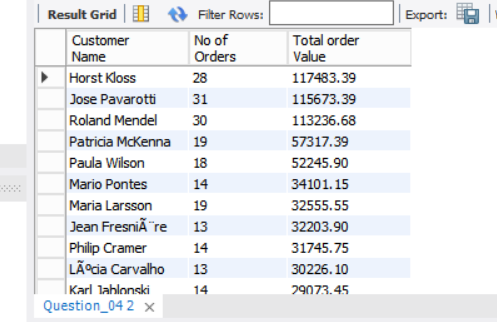 Result Grid Filter Rows: Export:
Customer Name No of Orders Total order Value
Horst Kloss 28 117483.39
Jose Pavarotti 31 115673.39
Roland Mendel 30 113236.68
Patricia McKenna 19 57317.39
Paula Wilson 18 52245.90
Mario Pontes 14 34101.15
Maria Larsson 19 32555.55
Jean FresniÃ¨re 13 32203.90
Philip Cramer 14 31745.75
LÃºcia Carvalho 13 30226.10
Karl Jablonski 14 29073.45
Question_04 2